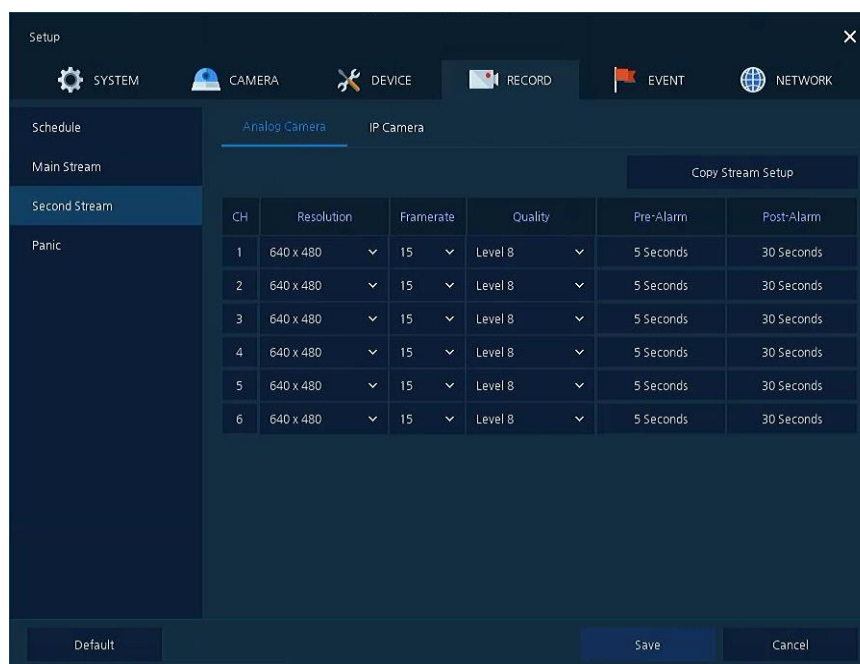 Setup
SYSTEM CAMERA DEVICE RECORD EVENT NETWORK
Schedule
Main Stream
Second Stream
Panic
Analog Camera IP Camera
Copy Stream Setup
CH Resolution Framerate Quality Pre-Alarm Post-Alarm
1 640 x 480 15 Level 8 5 Seconds 30 Seconds
2 640 x 480 15 Level 8 5 Seconds 30 Seconds
3 640 x 480 15 Level 8 5 Seconds 30 Seconds
4 640 x 480 15 Level 8 5 Seconds 30 Seconds
5 640 x 480 15 Level 8 5 Seconds 30 Seconds
6 640 x 480 15 Level 8 5 Seconds 30 Seconds
Default Save Cancel